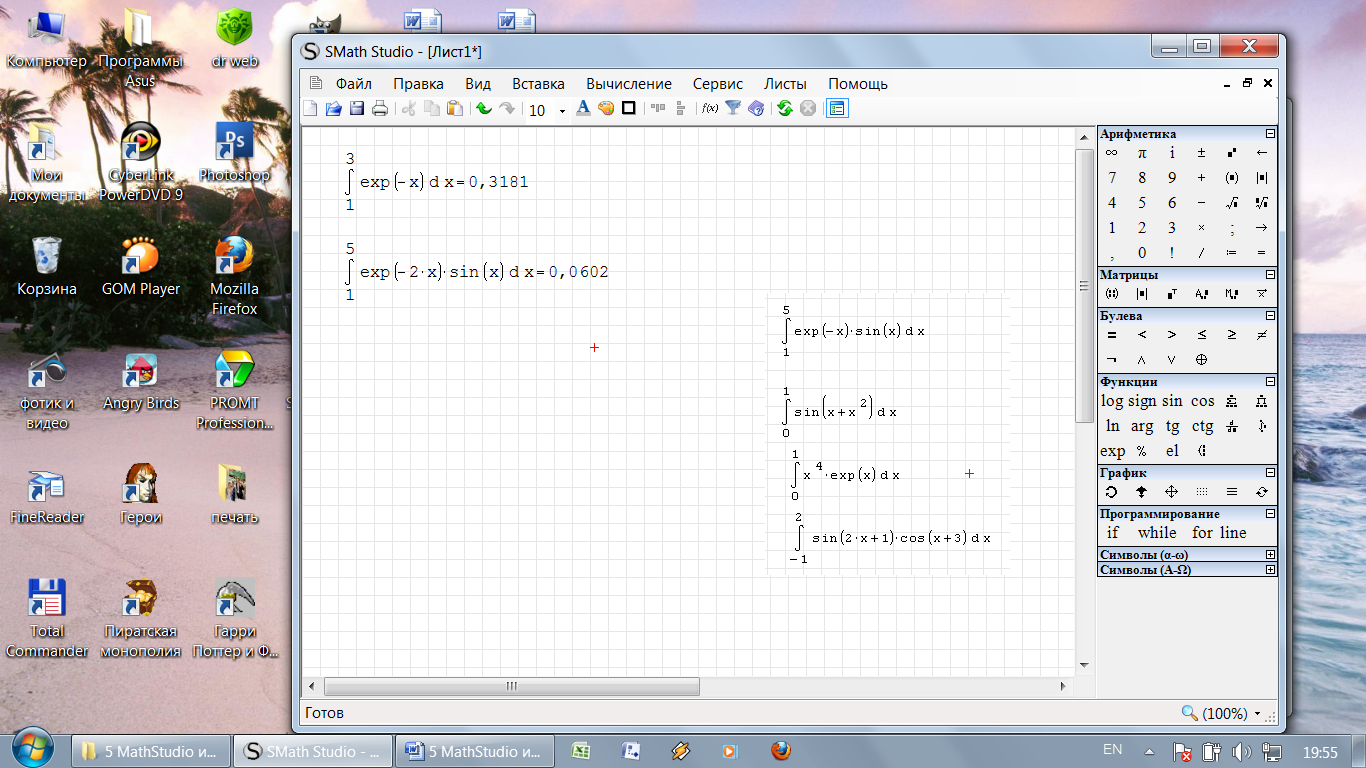 Компьютер
Программы Asus
dr web
Мои документы
CyberLink PowerDVD 9
Photoshop
Корзина
GOM Player
Mozilla Firefox
фотик и видео
Angry Birds
PROMT Profession...
FineReader
Герои
печать
Total Commander
Пиратская монополия
Гарри Поттер и Ф...
SMath Studio - [Лист1*]
Файл Правка Вид Вставка Вычисление Сервис Листы Помощь
10 A f(x)
3
∫ exp(-x) d x=0,3181
1
5
∫ exp(-2·x)·sin(x) d x=0,0602
1
5
∫ exp(-x)·sin(x) d x
1
1
∫ sin(x+x²) d x
0
1
∫ x⁴·exp(x) d x
0
2
∫ sin(2·x+1)·cos(x+3) d x
-1
Арифметика
∞ π i ± ←
7 8 9 +
4 5 6 −
1 2 3 × ; →
, 0 ! / := =
Матрицы
Булева
= < > ≤ ≥ ≠
¬ ∧ ∨ ⊕
Функции
log sign sin cos
ln arg tg ctg
exp % el
График
Программирование
if while for line
Символы (α-ω)
Символы (Α-Ω)
Готов
(100%)
5 MathStudio и...
SMath Studio - ...
5 MathStudio и...
EN
19:55